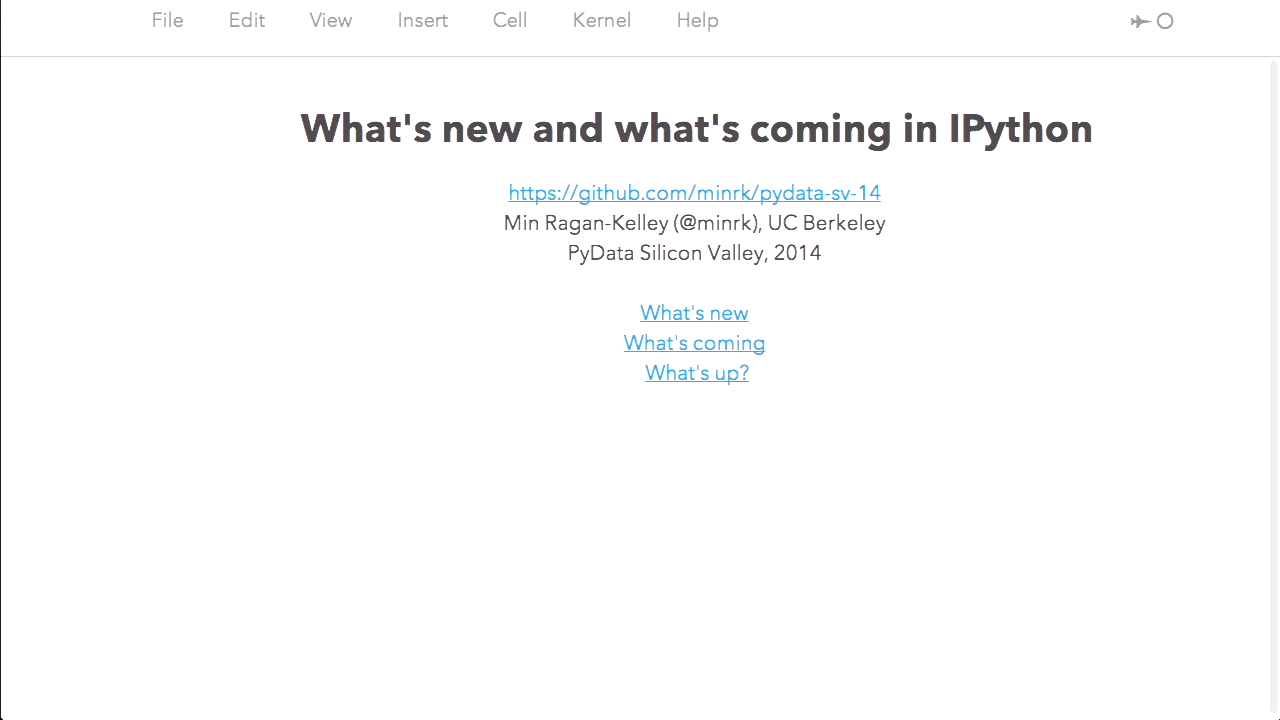 File Edit View Insert Cell Kernel Help
What's new and what's coming in IPython
https://github.com/minrk/pydata-sv-14
Min Ragan-Kelley (@minrk), UC Berkeley
PyData Silicon Valley, 2014
What's new
What's coming
What's up?